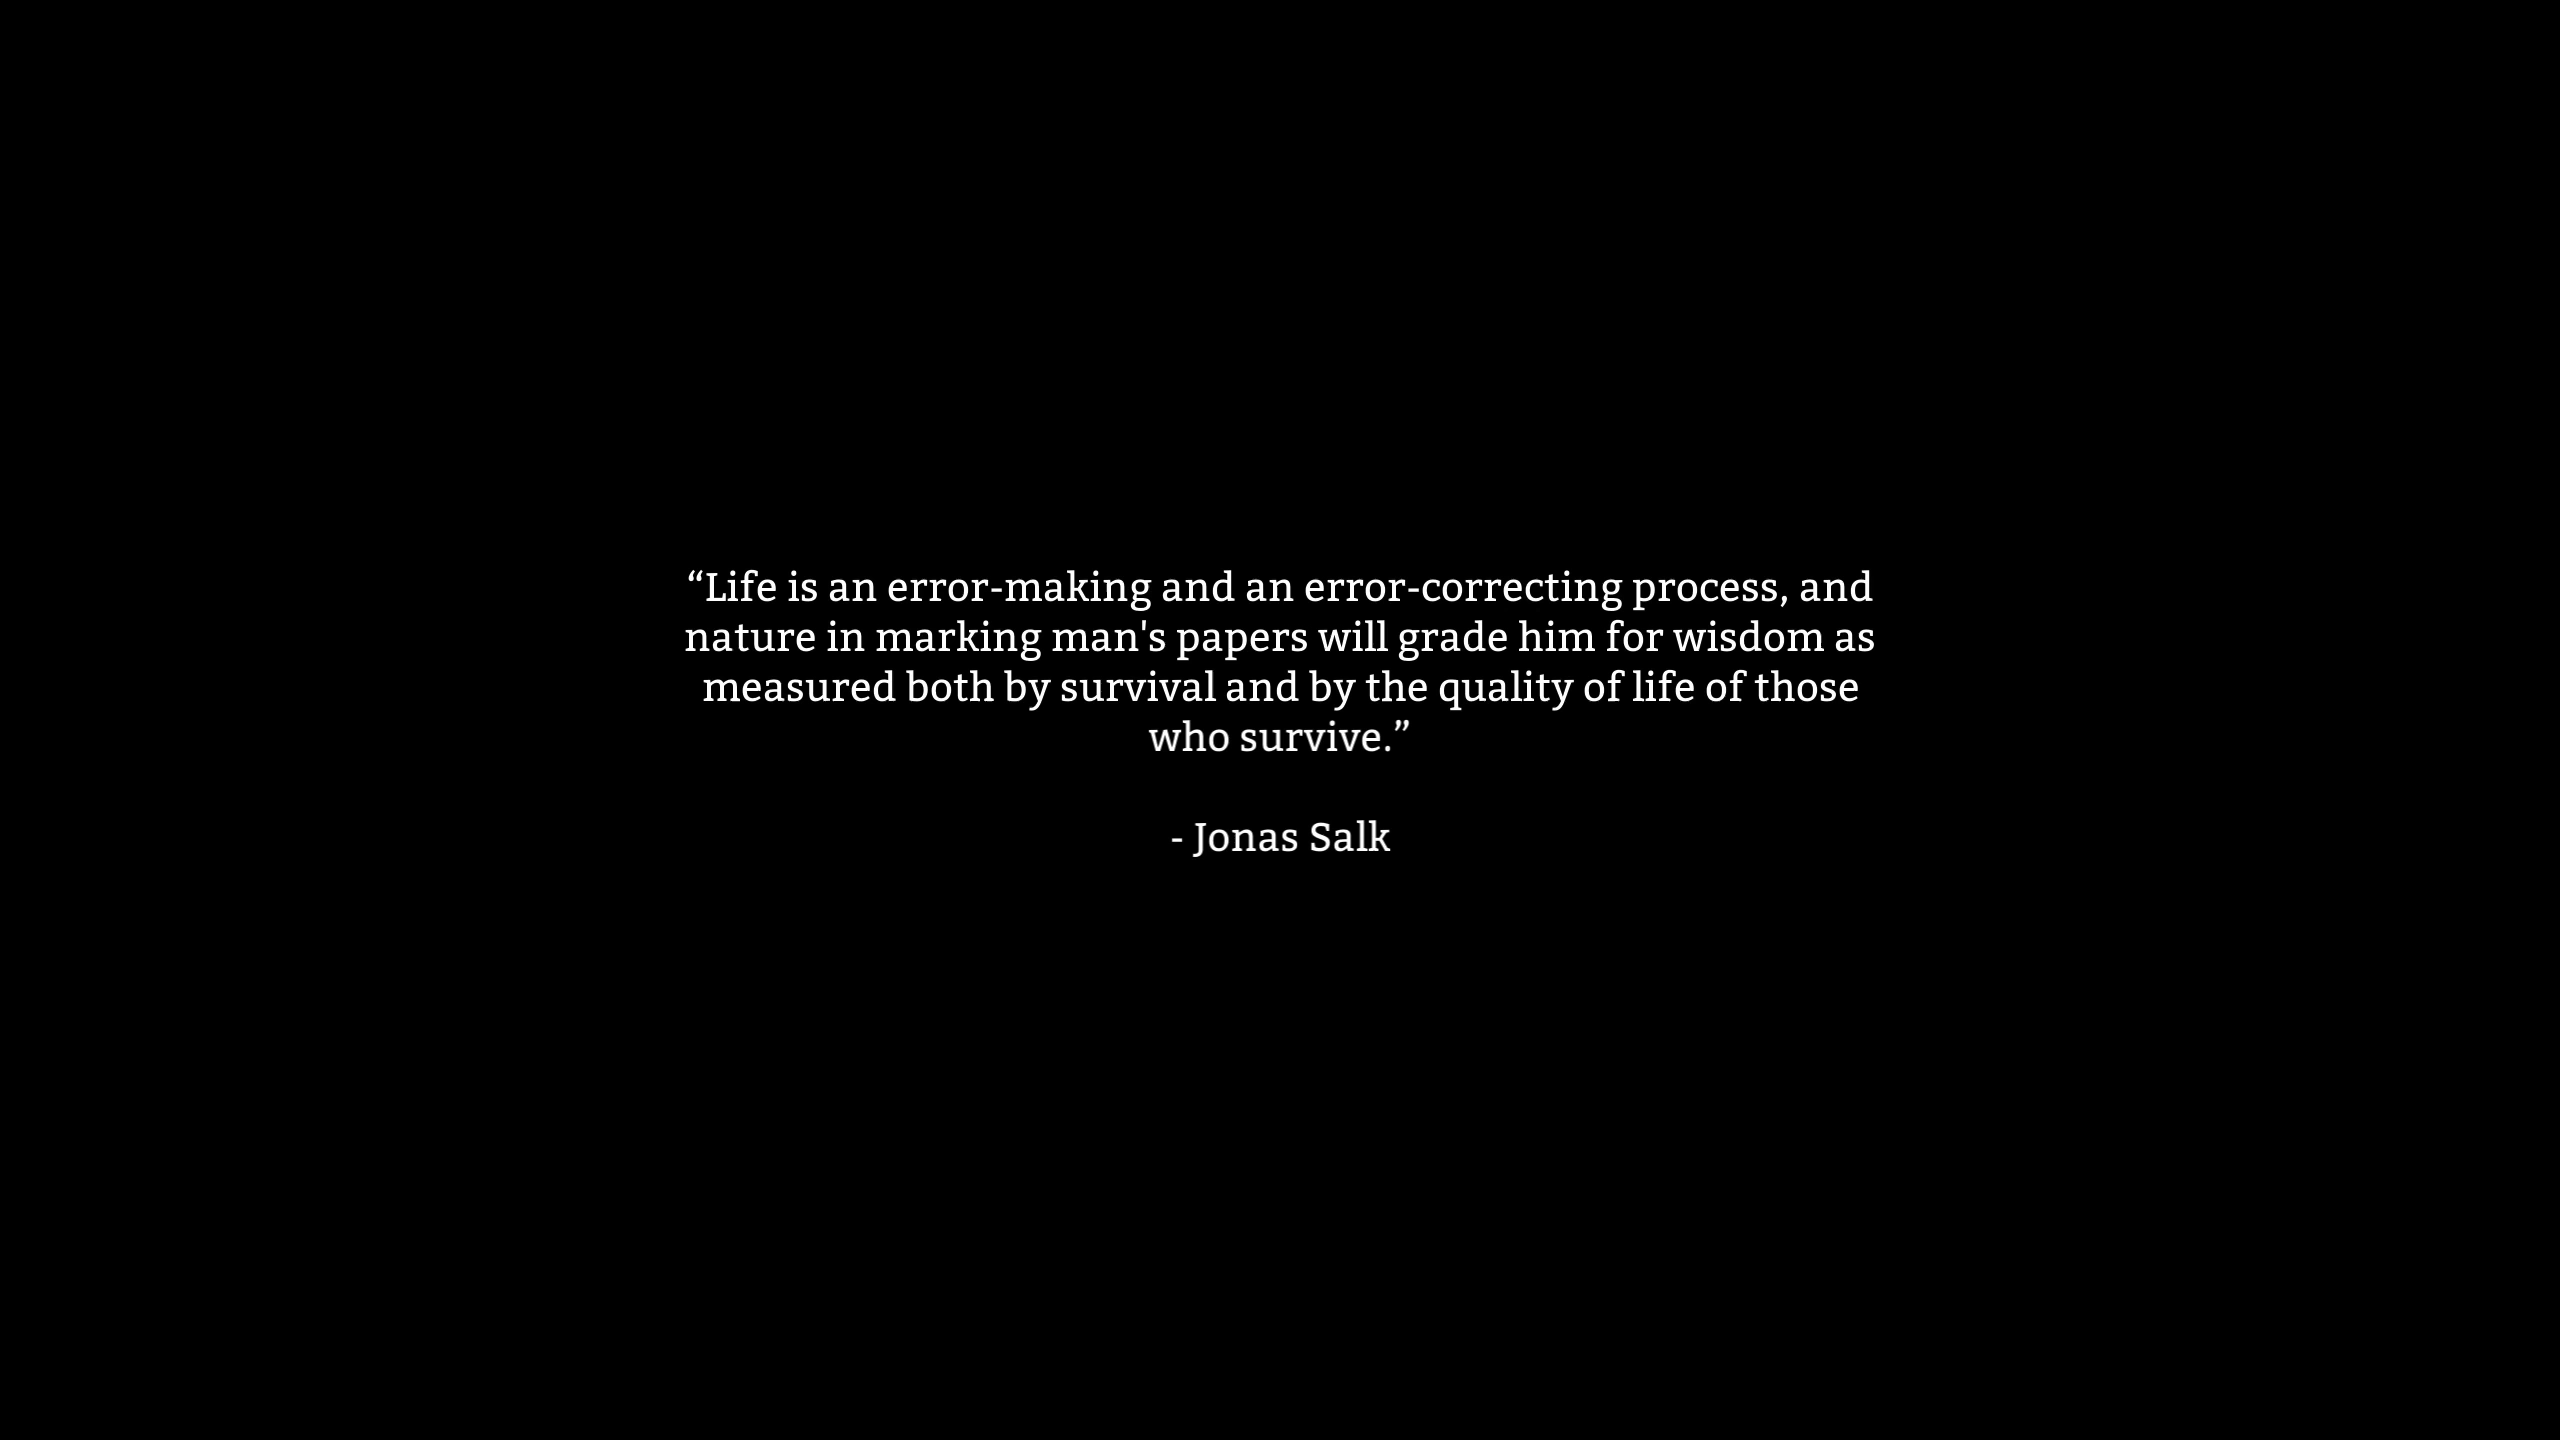 “Life is an error-making and an error-correcting process, and
nature in marking man's papers will grade him for wisdom as
measured both by survival and by the quality of life of those
who survive.”
- Jonas Salk